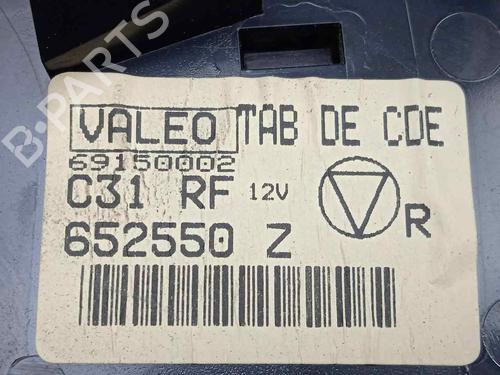 VALEO TAB DE CDE
69150002
C31 RF 12V
R
652550 Z
B-PARTS